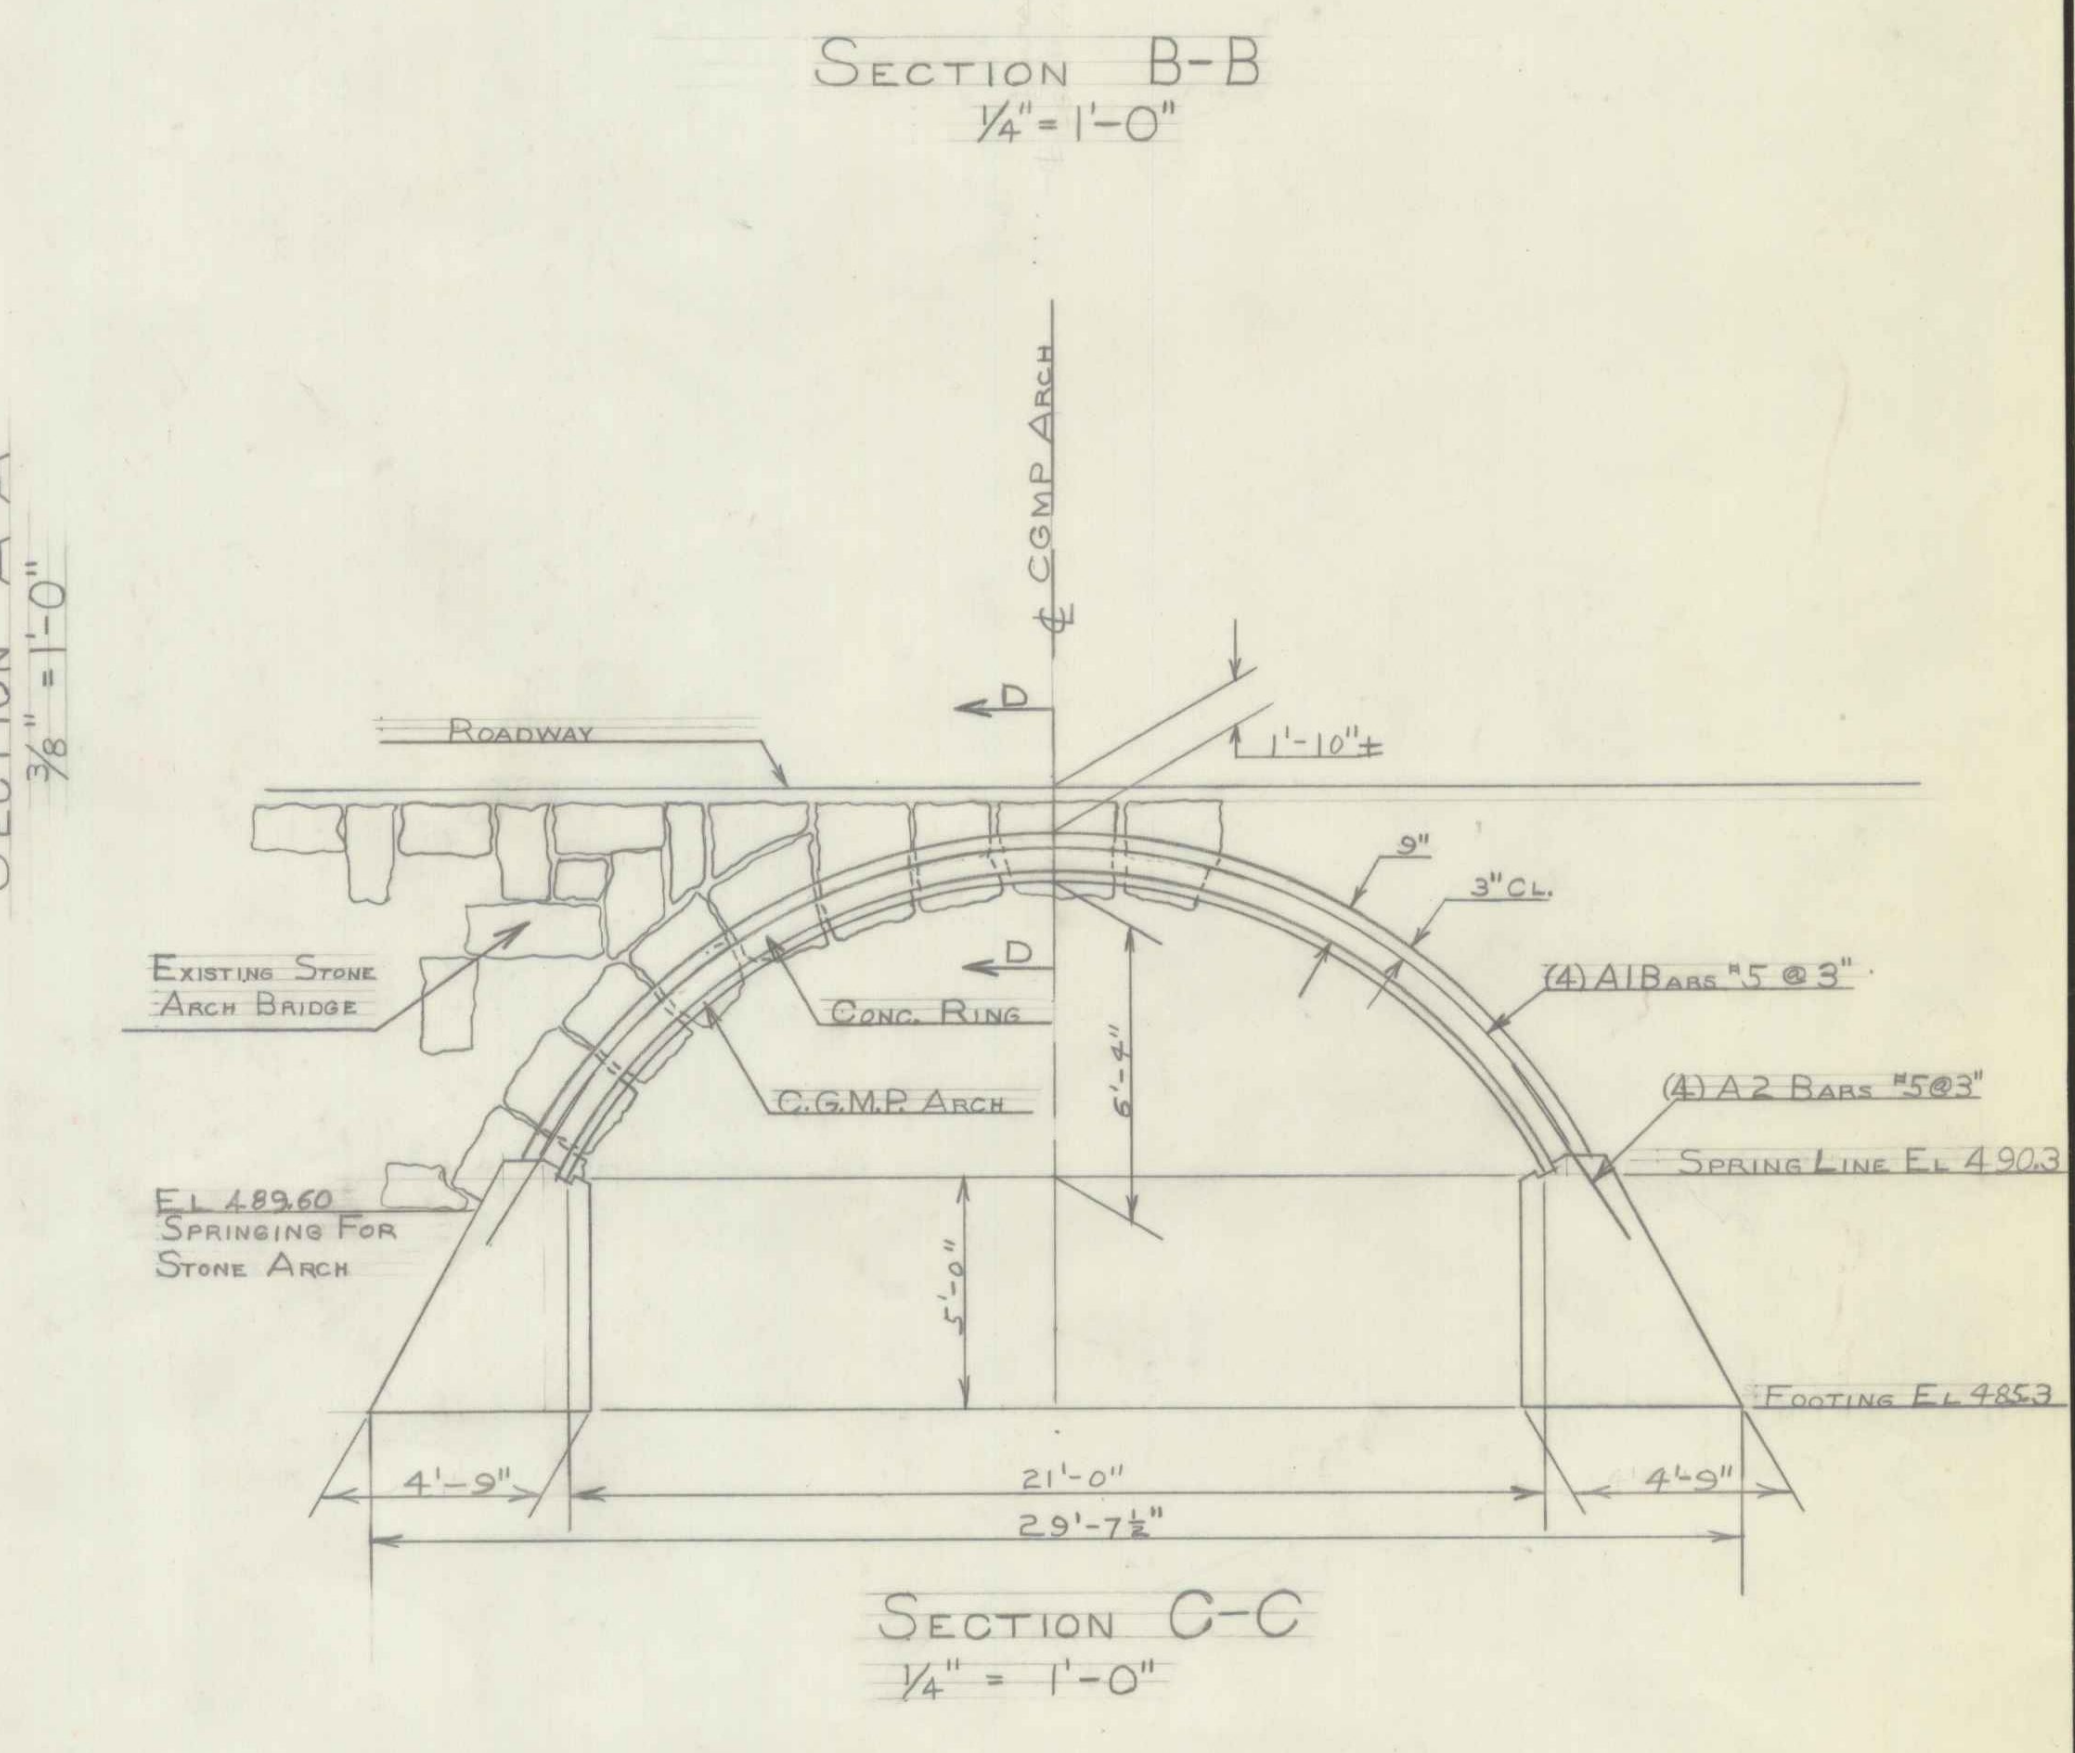 SECTION B-B
1/4" = 1'-0"
3/8" = 1'-0"
℄ CGMP ARCH
D
ROADWAY
1'-10"±
9"
3" CL.
EXISTING STONE
ARCH BRIDGE
D
(4) A1 BARS #5 @ 3"
CONC. RING
6'-4"
C.G.M.P. ARCH
(4) A2 BARS #5@3"
SPRING LINE EL 490.3
EL 489.60
SPRINGING FOR
STONE ARCH
5'-0"
FOOTING EL 485.3
4'-9"
21'-0"
4'-9"
29'-7 1/2"
SECTION C-C
1/4" = 1'-0"